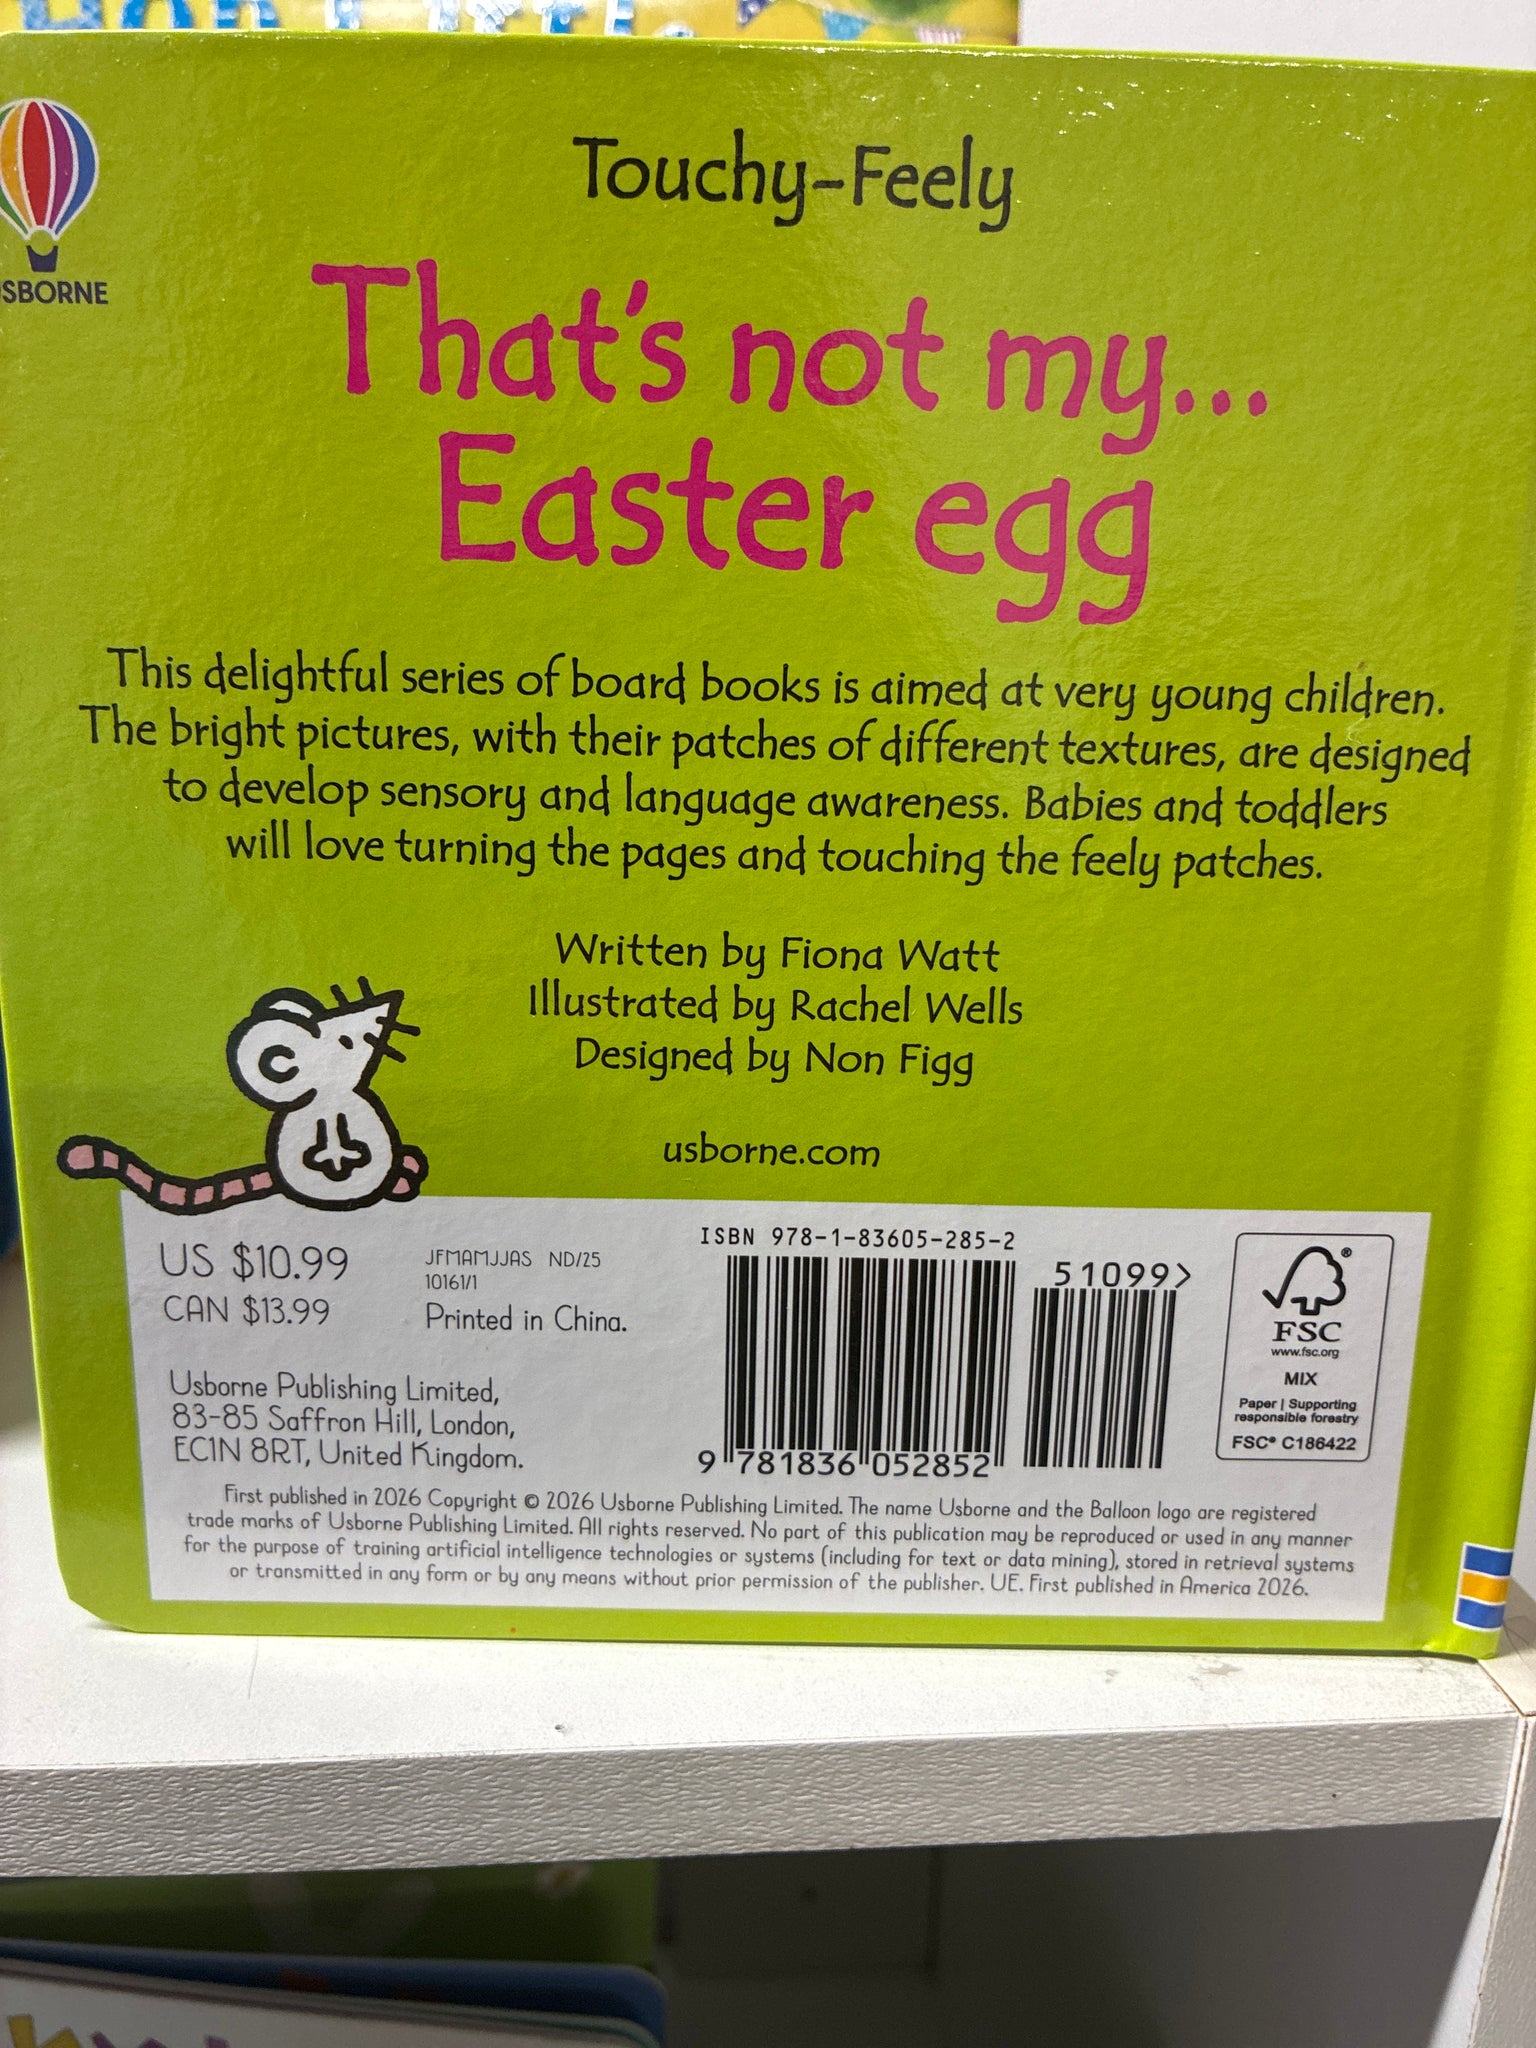 Touchy-Feely
USBORNE
That's not my...
Easter egg
This delightful series of board books is aimed at very young children.
The bright pictures, with their patches of different textures, are designed
to develop sensory and language awareness. Babies and toddlers
will love turning the pages and touching the feely patches.
Written by Fiona Watt
Illustrated by Rachel Wells
Designed by Non Figg
usborne.com
US $10.99
CAN $13.99
JFMAMJJAS ND/25
10161/1
Printed in China.
Usborne Publishing Limited,
83-85 Saffron Hill, London,
EC1N 8RT, United Kingdom.
ISBN 978-1-83605-285-2
51099>
9 781836 052852
FSC®
www.fsc.org
MIX
Paper | Supporting
responsible forestry
FSC® C186422
First published in 2026 Copyright © 2026 Usborne Publishing Limited. The name Usborne and the Balloon logo are registered
trade marks of Usborne Publishing Limited. All rights reserved. No part of this publication may be reproduced or used in any manner
for the purpose of training artificial intelligence technologies or systems (including for text or data mining), stored in retrieval systems
or transmitted in any form or by any means without prior permission of the publisher. UE. First published in America 2026.